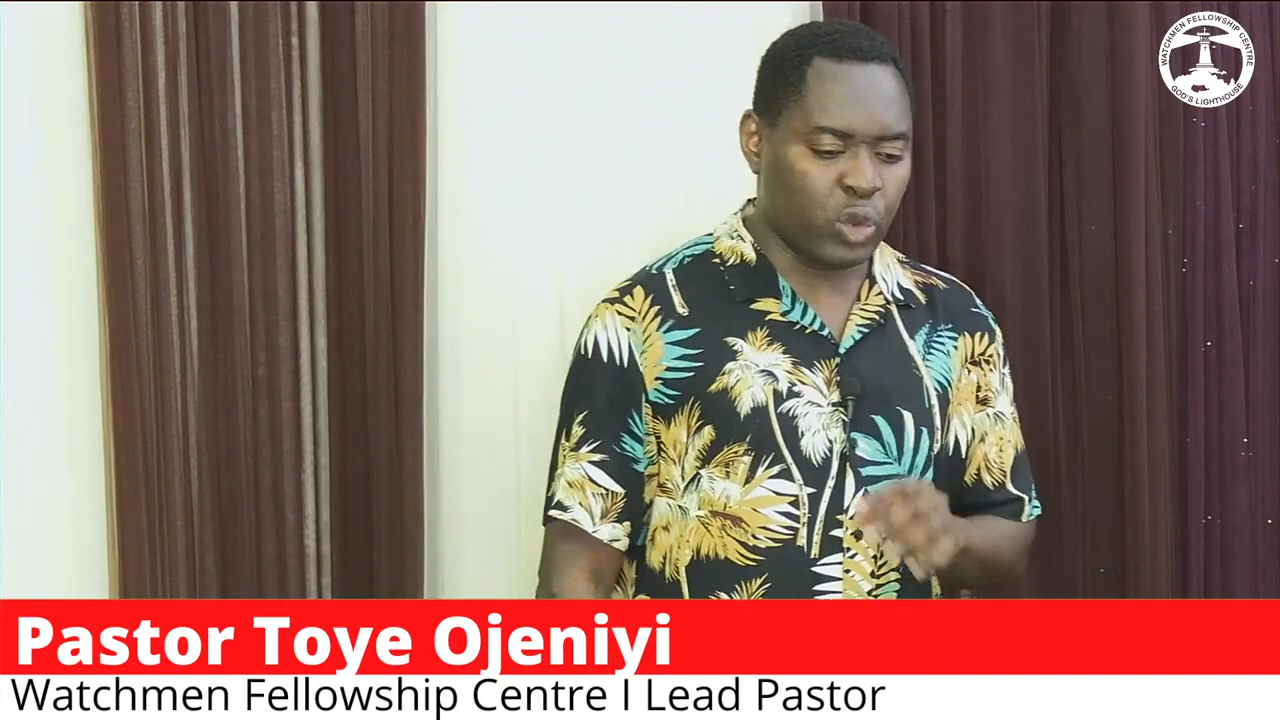 WATCHMEN FELLOWSHIP CENTRE
GOD'S LIGHTHOUSE
Pastor Toye Ojeniyi
Watchmen Fellowship Centre I Lead Pastor